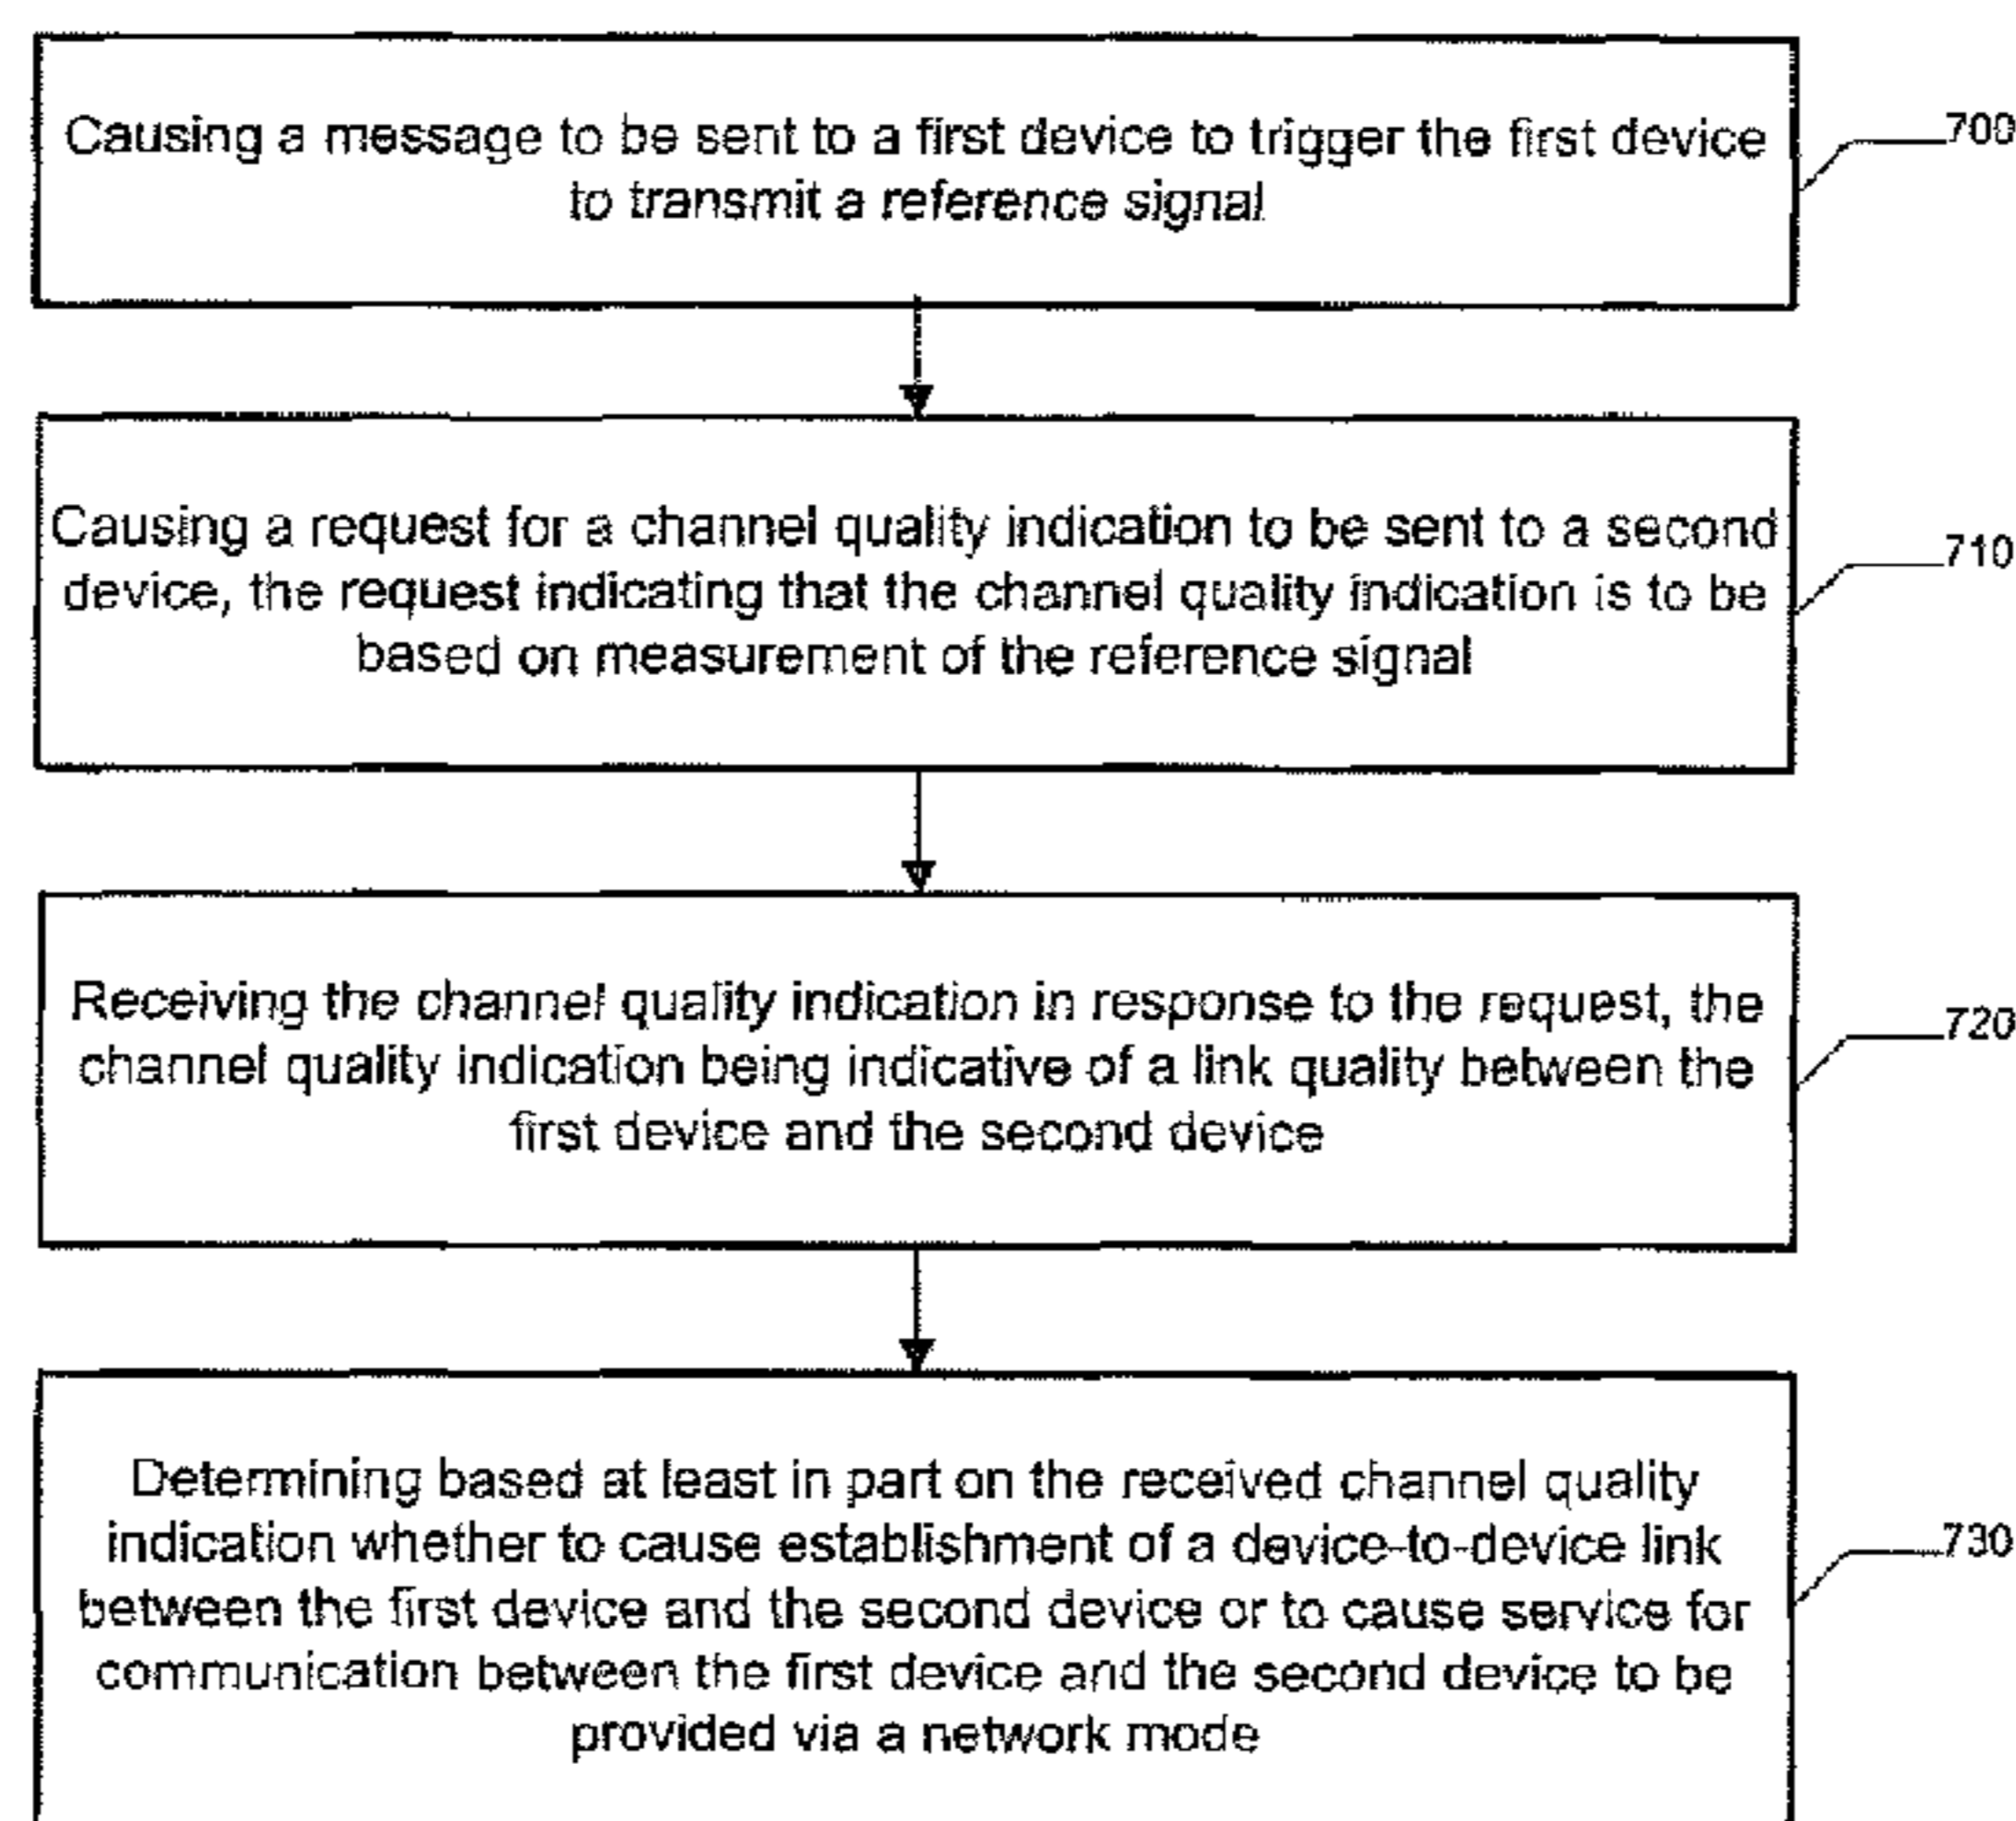 Causing a message to be sent to a first device to trigger the first device
to transmit a reference signal
700
Causing a request for a channel quality indication to be sent to a second
device, the request indicating that the channel quality indication is to be
based on measurement of the reference signal
710
Receiving the channel quality indication in response to the request, the
channel quality indication being indicative of a link quality between the
first device and the second device
720
Determining based at least in part on the received channel quality
indication whether to cause establishment of a device-to-device link
between the first device and the second device or to cause service for
communication between the first device and the second device to be
provided via a network mode
730